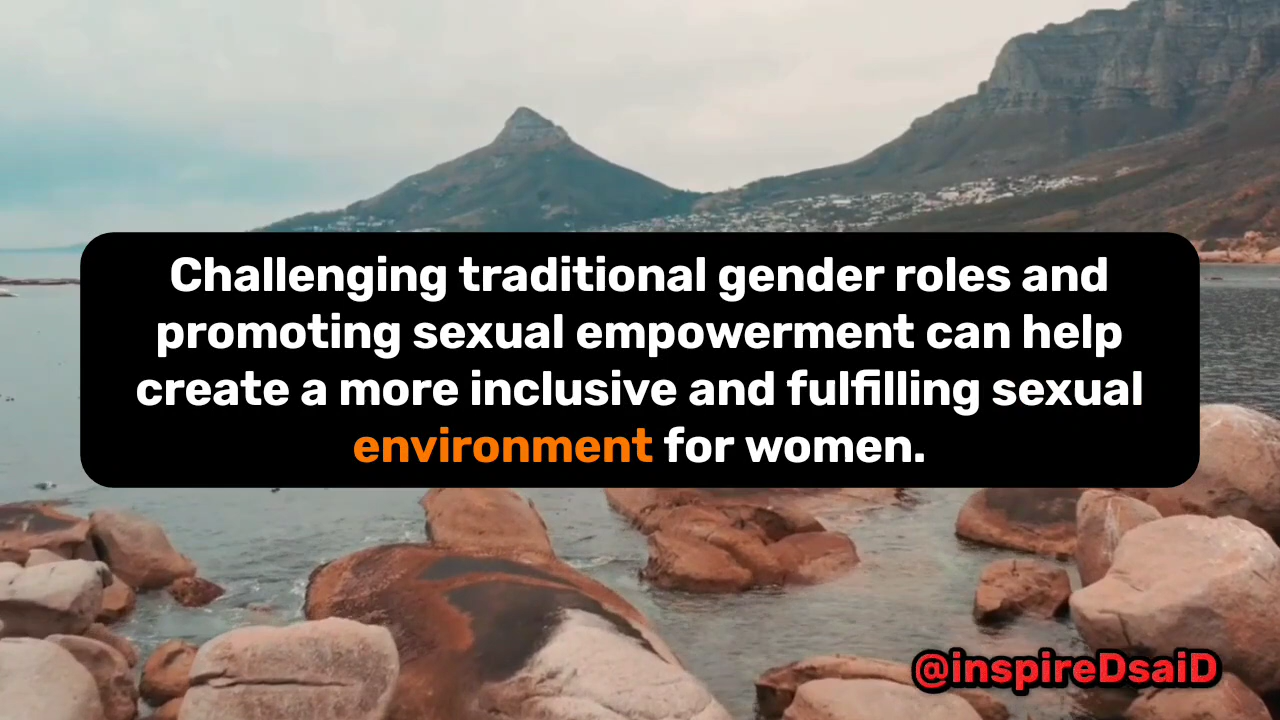 Challenging traditional gender roles and
promoting sexual empowerment can help
create a more inclusive and fulfilling sexual
environment for women.
@inspireDsaiD